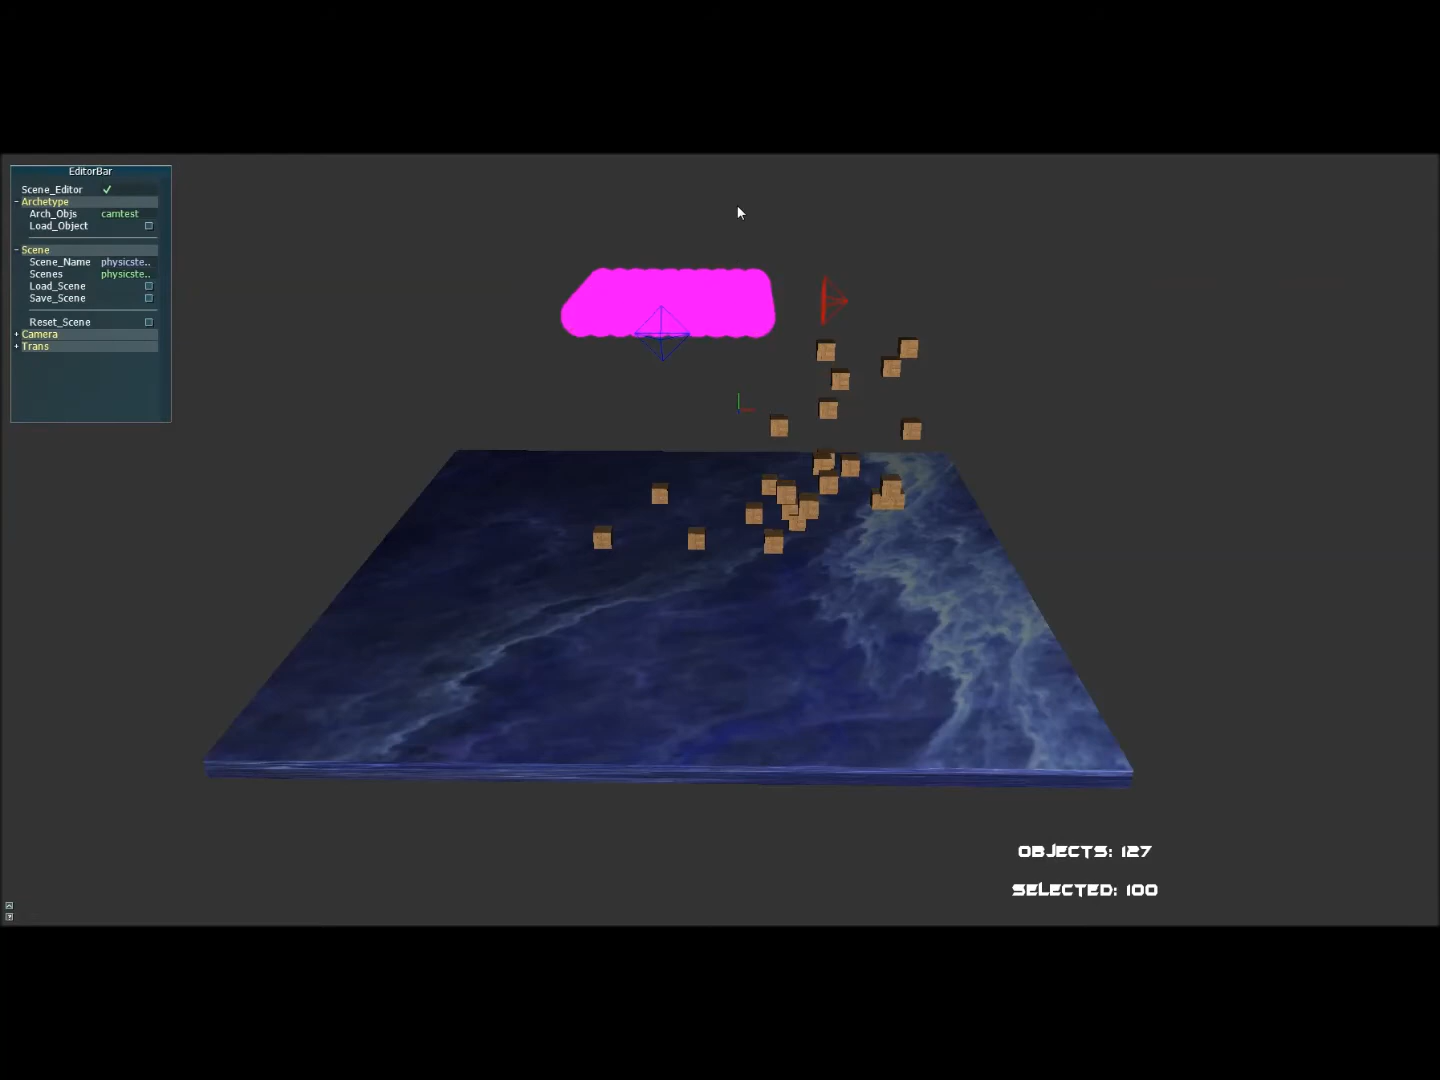 EditorBar
Scene_Editor
Archetype
Arch_Objs camtest
Load_Object
Scene
Scene_Name physicste..
Scenes physicste..
Load_Scene
Save_Scene
Reset_Scene
Camera
Trans
OBJECTS: 127
SELECTED: 100